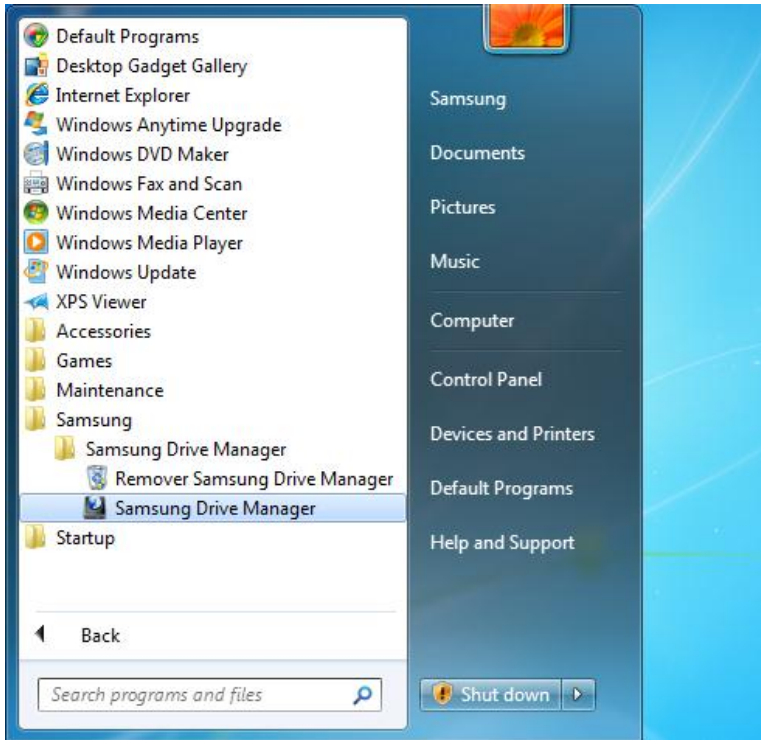 Default Programs
Desktop Gadget Gallery
Internet Explorer
Windows Anytime Upgrade
Windows DVD Maker
Windows Fax and Scan
Windows Media Center
Windows Media Player
Windows Update
XPS Viewer
Accessories
Games
Maintenance
Samsung
Samsung Drive Manager
Remover Samsung Drive Manager
Samsung Drive Manager
Startup
Back
Search programs and files
Samsung
Documents
Pictures
Music
Computer
Control Panel
Devices and Printers
Default Programs
Help and Support
Shut down